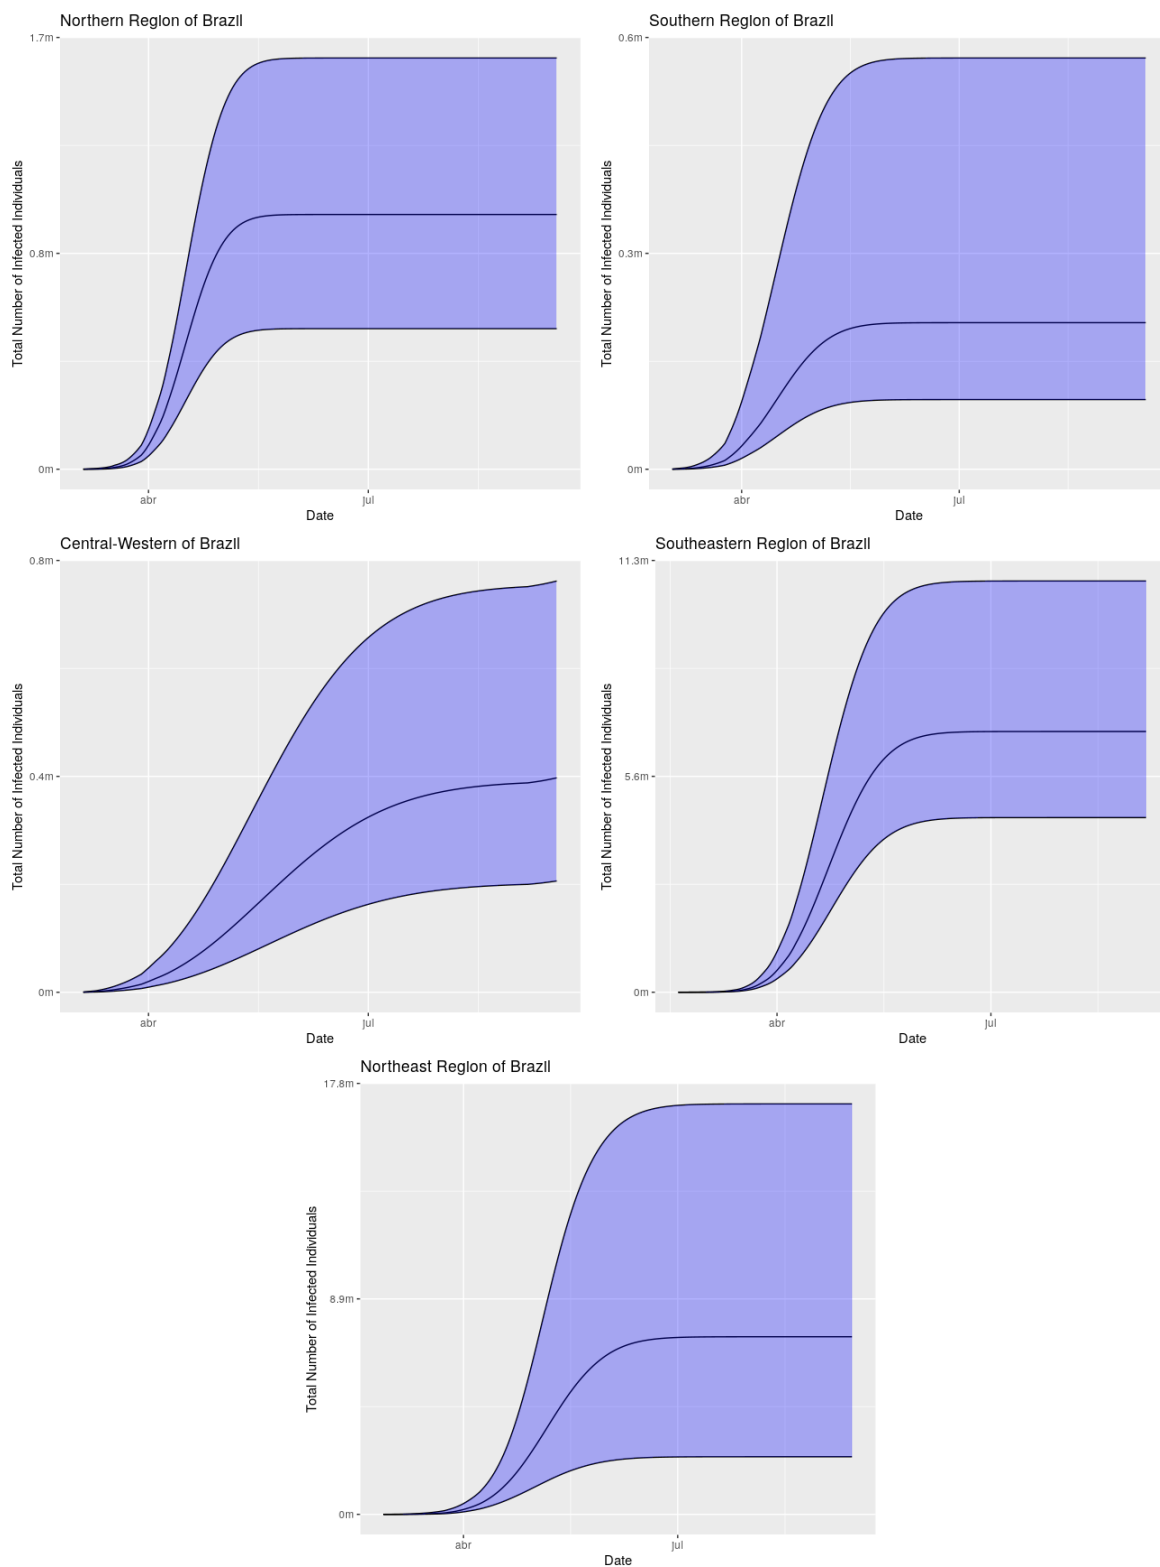 Northern Region of Brazil
1.7m
0.8m
0m
Total Number of Infected Individuals
abr
jul
Date
Southern Region of Brazil
0.6m
0.3m
0m
Total Number of Infected Individuals
abr
jul
Date
Central-Western of Brazil
0.8m
0.4m
0m
Total Number of Infected Individuals
abr
jul
Date
Southeastern Region of Brazil
11.3m
5.6m
0m
Total Number of Infected Individuals
abr
jul
Date
Northeast Region of Brazil
17.8m
8.9m
0m
Total Number of Infected Individuals
abr
jul
Date